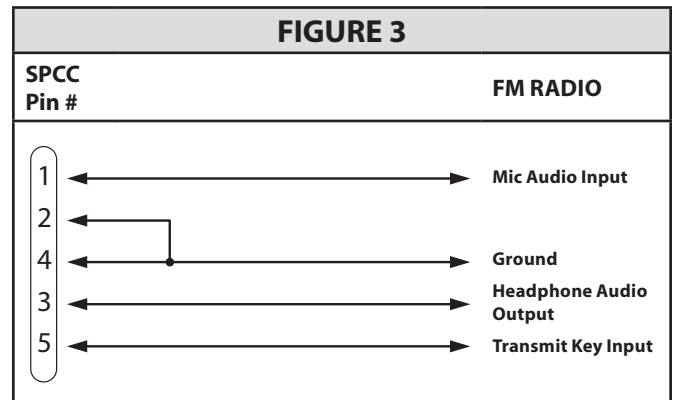 FIGURE 3
SPCC
Pin #
FM RADIO
1
Mic Audio Input
2
4
Ground
3
Headphone Audio
Output
5
Transmit Key Input